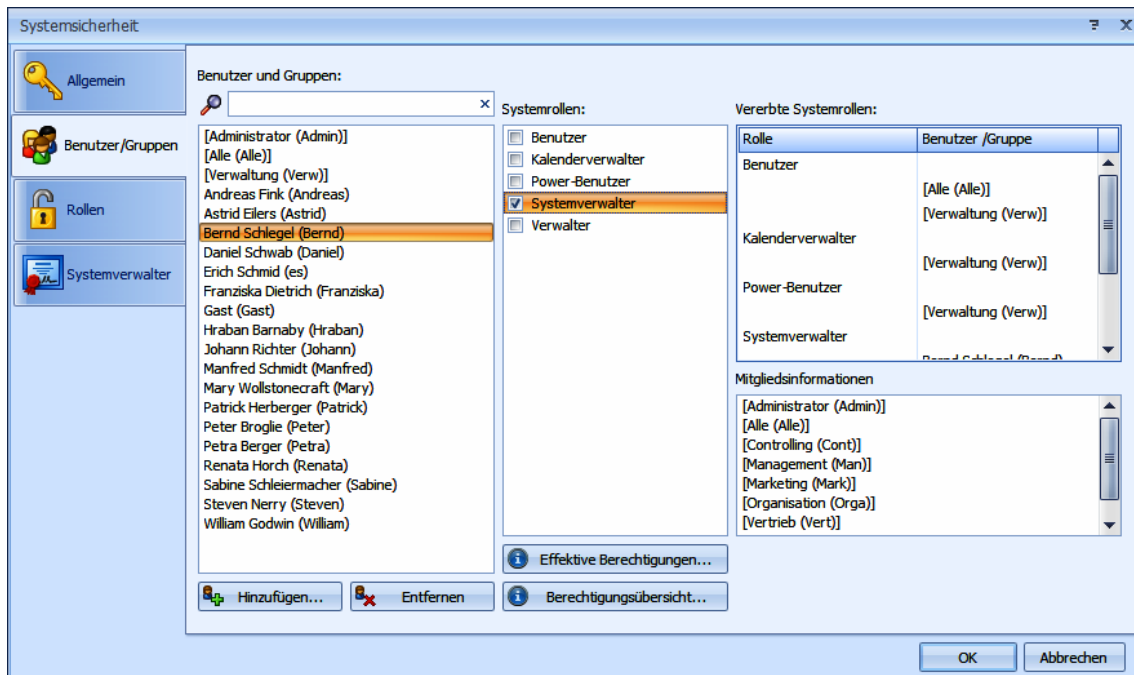 Systemsicherheit
Allgemein
Benutzer/Gruppen
Rollen
Systemverwalter
Benutzer und Gruppen:
[Administrator (Admin)]
[Alle (Alle)]
[Verwaltung (Verw)]
Andreas Fink (Andreas)
Astrid Eilers (Astrid)
Bernd Schlegel (Bernd)
Daniel Schwab (Daniel)
Erich Schmid (es)
Franziska Dietrich (Franziska)
Gast (Gast)
Hraban Barnaby (Hraban)
Johann Richter (Johann)
Manfred Schmidt (Manfred)
Mary Wollstonecraft (Mary)
Patrick Herberger (Patrick)
Peter Broglie (Peter)
Petra Berger (Petra)
Renata Horch (Renata)
Sabine Schleiermacher (Sabine)
Steven Nerry (Steven)
William Godwin (William)
Hinzufügen...
Entfernen
Systemrollen:
Benutzer
Kalenderverwalter
Power-Benutzer
Systemverwalter
Verwalter
Effektive Berechtigungen...
Berechtigungsübersicht...
Vererbte Systemrollen:
Rolle Benutzer /Gruppe
Benutzer
[Alle (Alle)]
[Verwaltung (Verw)]
Kalenderverwalter
[Verwaltung (Verw)]
Power-Benutzer
[Verwaltung (Verw)]
Systemverwalter
Bernd Schlegel (Bernd)
Mitgliedsinformationen
[Administrator (Admin)]
[Alle (Alle)]
[Controlling (Cont)]
[Management (Man)]
[Marketing (Mark)]
[Organisation (Orga)]
[Vertrieb (Vert)]
OK
Abbrechen